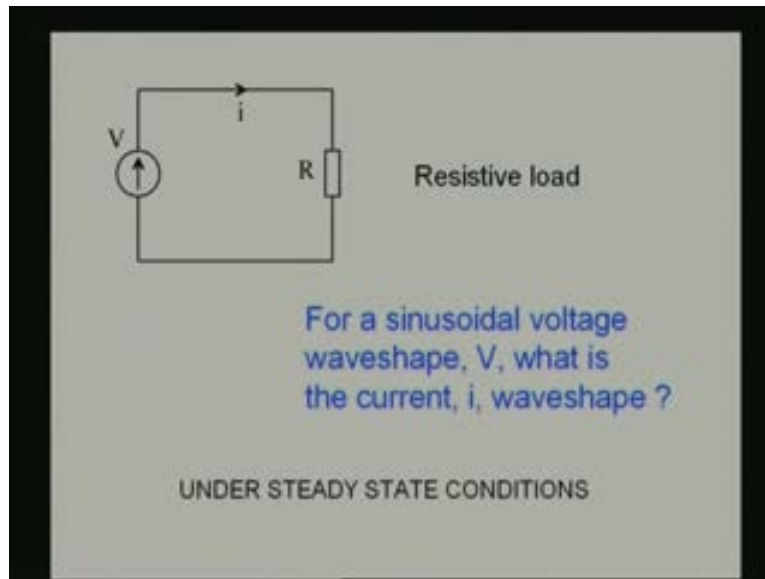 i
V
R
Resistive load
For a sinusoidal voltage
waveshape, V, what is
the current, i, waveshape ?
UNDER STEADY STATE CONDITIONS